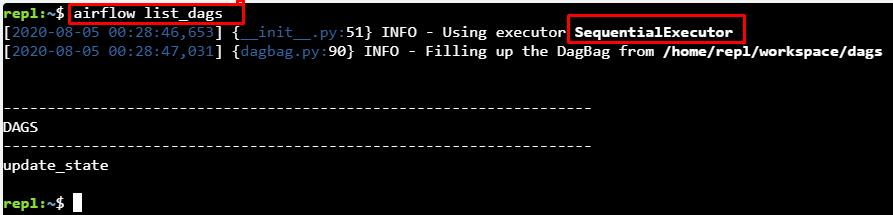 repl:~$ airflow list_dags
[2020-08-05 00:28:46,653] {__init__.py:51} INFO - Using executor SequentialExecutor
[2020-08-05 00:28:47,031] {dagbag.py:90} INFO - Filling up the DagBag from /home/repl/workspace/dags
-------------------------------------------------------------------
DAGS
-------------------------------------------------------------------
update_state
repl:~$